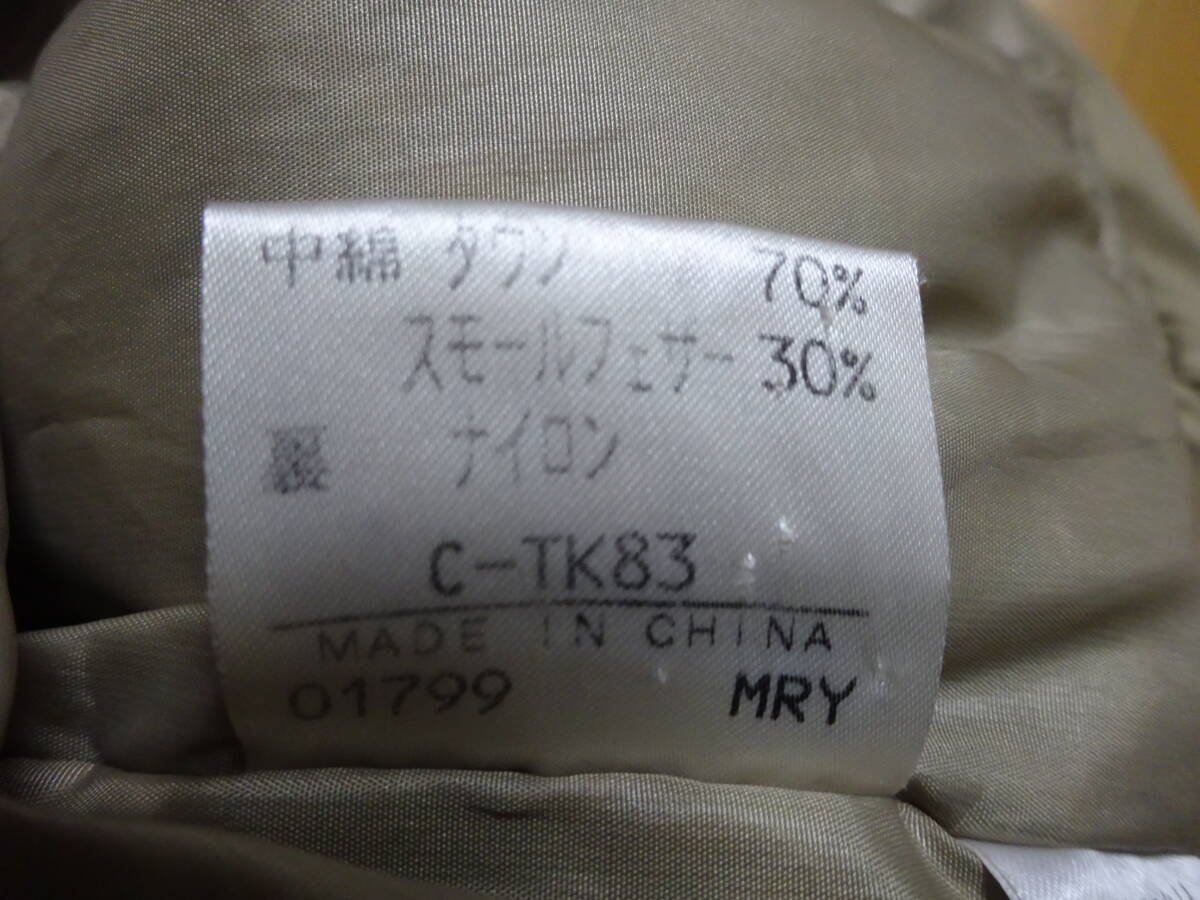 中綿 ダウン 70%
スモールフェザー 30%
裏 ナイロン
C-TK83
MADE IN CHINA
01799 MRY